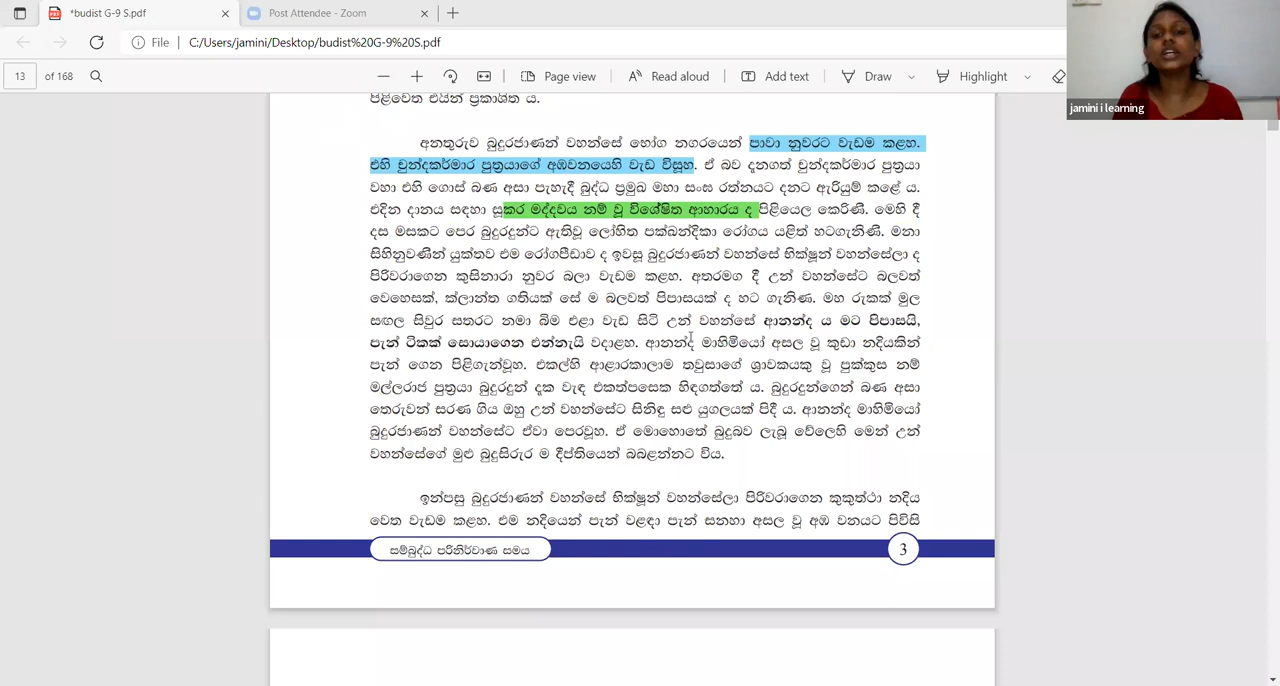 *budist G-9 S.pdf
Post Attendee - Zoom
File
C:/Users/jamini/Desktop/budist%20G-9%20S.pdf
13 of 168
Page view
Read aloud
Add text
Draw
Highlight
jamini i learning
පිළිවෙත එයින් ප්‍රකාශිත ය.
අනතුරුව බුදුරජාණන් වහන්සේ භෝග නගරයෙන් පාවා නුවරට වැඩම කළහ.
එහි චුන්දකර්මාර පුත්‍රයාගේ අඹවනයෙහි වැඩ විසූහ. ඒ බව දැනගත් චුන්දකර්මාර පුත්‍රයා
වහා එහි ගොස් බණ අසා පැහැදී බුද්ධ ප්‍රමුඛ මහා සංඝ රත්නයට දනට ඇරියුම් කළේ ය.
එදින දානය සඳහා සූකර මද්දවය නම් වූ විශේෂිත ආහාරය ද පිළියෙල කෙරිණි. මෙහි දී
දස මසකට පෙර බුදුරදුන්ට ඇතිවූ ලෝහිත පක්ඛන්දිකා රෝගය යළිත් හටගැනිණි. මනා
සිහිනුවණින් යුක්තව එම රෝගපීඩාව ද ඉවසූ බුදුරජාණන් වහන්සේ භික්ෂූන් වහන්සේලා ද
පිරිවරාගෙන කුසිනාරා නුවර බලා වැඩම කළහ. අතරමග දී උන් වහන්සේට බලවත්
වෙහෙසක්, ක්ලාන්ත ගතියක් සේ ම බලවත් පිපාසයක් ද හට ගැනිණ. මහ රුකක් මුල
සඟල සිවුර සතරට නමා බිම එළා වැඩ සිටි උන් වහන්සේ ආනන්ද ය මට පිපාසයි,
පැන් ටිකක් සොයාගෙන එන්නැයි වදාළහ. ආනන්ද මාහිමියෝ අසල වූ කුඩා නදියකින්
පැන් ගෙන පිළිගැන්වූහ. එකල්හි ආළාරකාලාම තවුසාගේ ශ්‍රාවකයකු වූ පුක්කුස නම්
මල්ලරාජ පුත්‍රයා බුදුරදුන් දැක වැඳ එකත්පසෙක හිඳගත්තේ ය. බුදුරදුන්ගෙන් බණ අසා
තෙරුවන් සරණ ගිය ඔහු උන් වහන්සේට සිනිඳු සළු යුගලයක් පිදී ය. ආනන්ද මාහිමියෝ
බුදුරජාණන් වහන්සේට ඒවා පෙරවූහ. ඒ මොහොතේ බුදුබව ලැබූ වේලෙහි මෙන් උන්
වහන්සේගේ මුළු බුදුසිරුර ම දීප්තියෙන් බබළන්නට විය.
ඉන්පසු බුදුරජාණන් වහන්සේ භික්ෂූන් වහන්සේලා පිරිවරාගෙන කුකුත්ථා නදිය
වෙත වැඩම කළහ. එම නදියෙන් පැන් වළඳා පැන් සනහා අසල වූ අඹ වනයට පිවිසි
සම්බුද්ධ පරිනිර්වාණ සමය
3